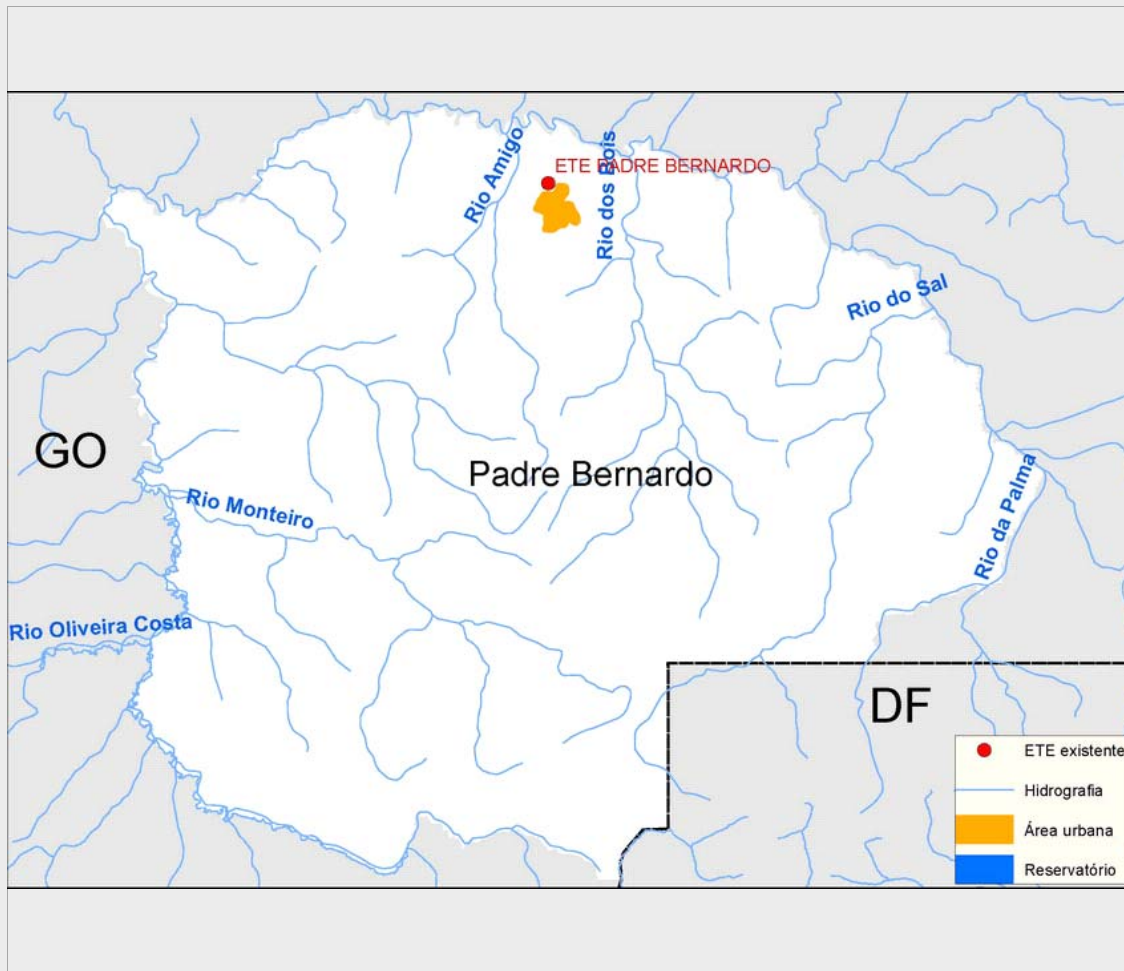 Rio Amigo
Rio dos Bois
ETE PADRE BERNARDO
Rio do Sal
GO
Padre Bernardo
Rio Monteiro
Rio da Palma
Rio Oliveira Costa
DF
ETE existente
Hidrografia
Área urbana
Reservatório